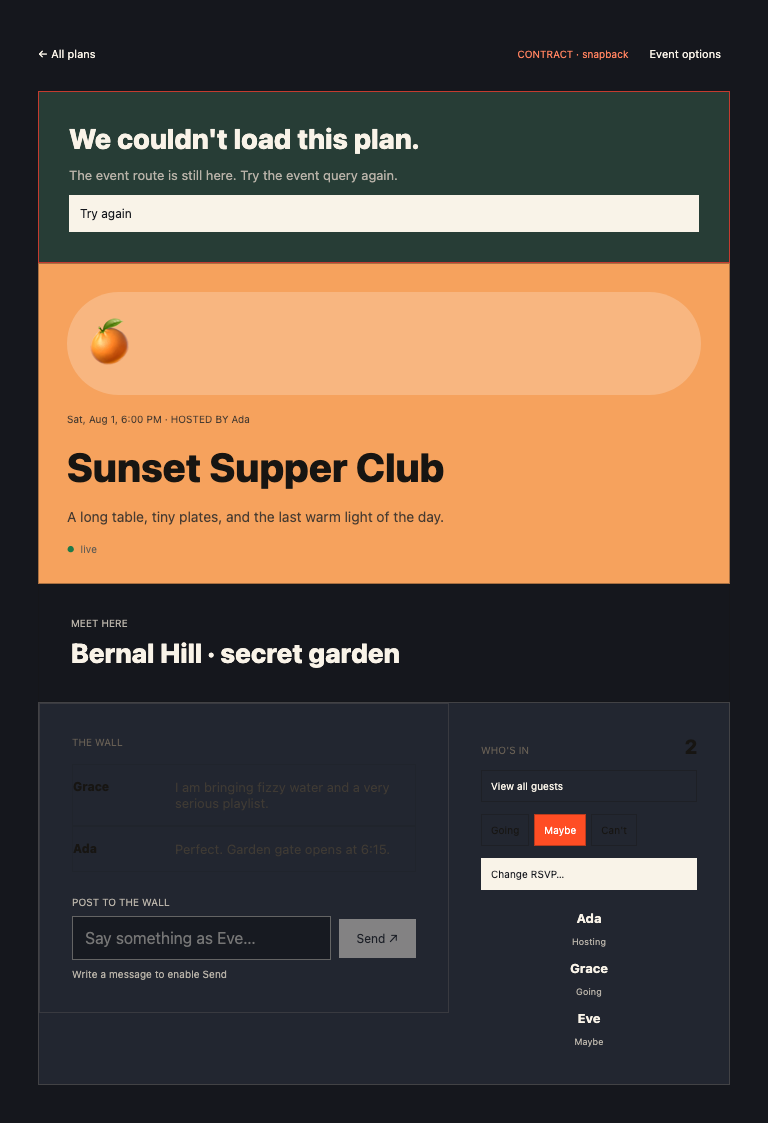 ← All plans
CONTRACT · snapback
Event options
We couldn't load this plan.
The event route is still here. Try the event query again.
Try again
Sat, Aug 1, 6:00 PM · HOSTED BY Ada
Sunset Supper Club
A long table, tiny plates, and the last warm light of the day.
live
MEET HERE
Bernal Hill · secret garden
THE WALL
Grace
I am bringing fizzy water and a very
serious playlist.
Ada
Perfect. Garden gate opens at 6:15.
POST TO THE WALL
Say something as Eve...
Send ↗
Write a message to enable Send
WHO'S IN
2
View all guests
Going
Maybe
Can't
Change RSVP...
Ada
Hosting
Grace
Going
Eve
Maybe